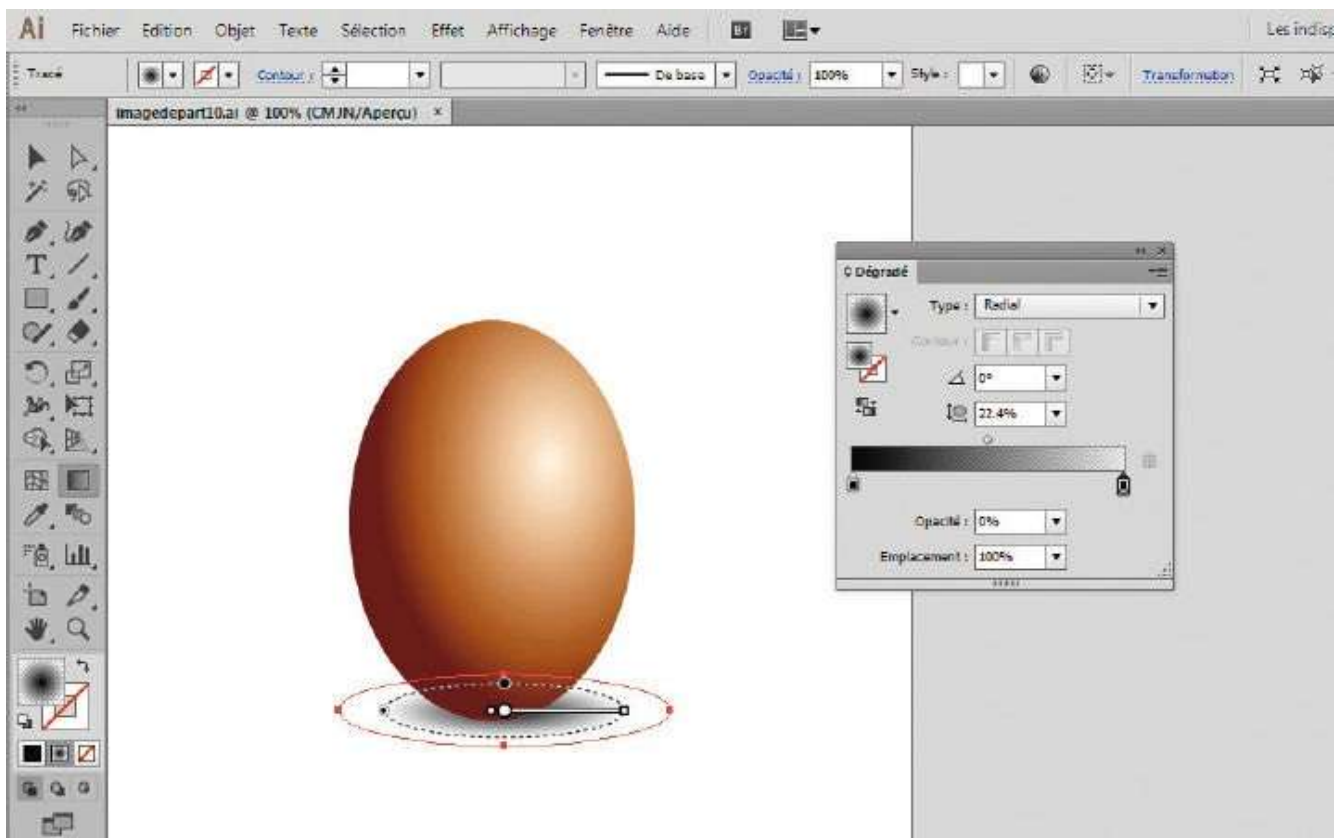 Ai Fichier Edition Objet Texte Sélection Effet Affichage Fenêtre Aide Br Les indisp
Tracé Contour : De base Opacité : 100% Style : Transformation
imagedepart10.ai @ 100% (CMJN/Aperçu) ×
Dégradé
Type : Radial
Contour :
0°
22.4%
Opacité : 0%
Emplacement : 100%